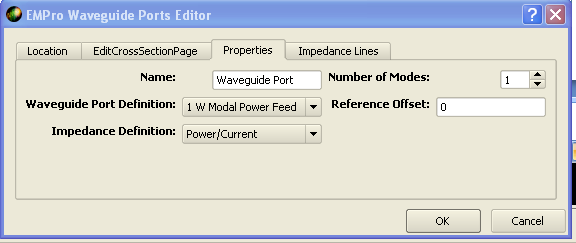 EMPro Waveguide Ports Editor
Location EditCrossSectionPage Properties Impedance Lines
Name: Waveguide Port Number of Modes: 1
Waveguide Port Definition: 1 W Modal Power Feed Reference Offset: 0
Impedance Definition: Power/Current
OK Cancel